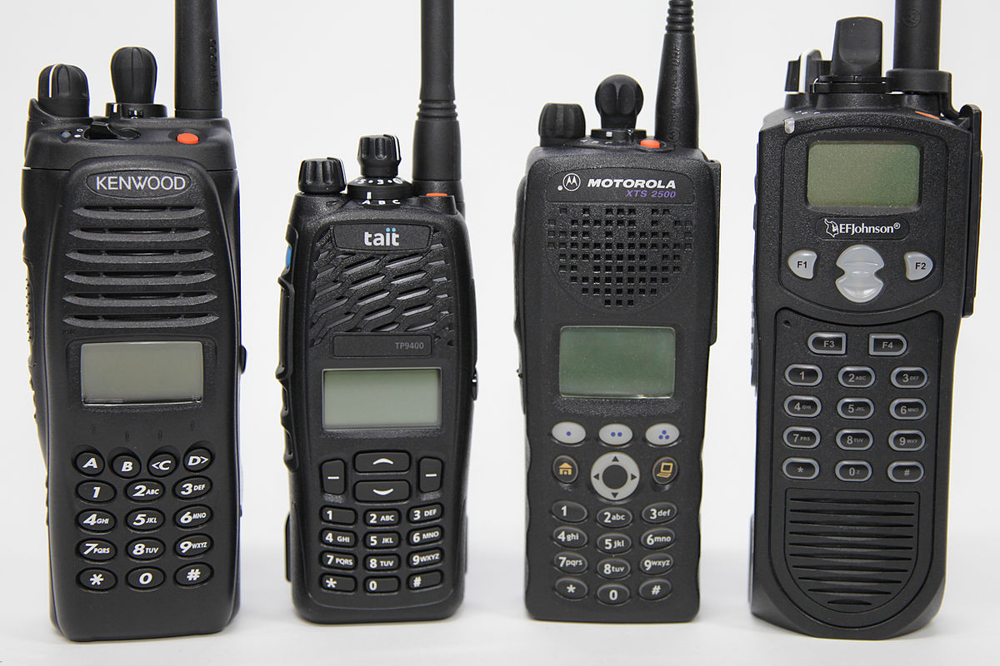 KENWOOD
A B <C D>
1 2ABC 3DEF
4GHI 5JKL 6MNO
7PQRS 8TUV 9WXYZ
* 0 #
A B C
tait
TP9400
1 2 ABC 3 DEF
4 GHI 5 JKL 6 MNO
7 PQRS 8 TUV 9WXYZ
* 0 #
MOTOROLA
XTS 2500
1 2abc 3def
4ghi 5jkl 6mno
7pqrs 8tuv 9wxyz
* 0 #
EFJohnson®
F1 F2
F3 F4
1 2ABC 3DEF
4GHI 5JKL 6MNO
7PRS 8TUV 9WXY
* 0Z #